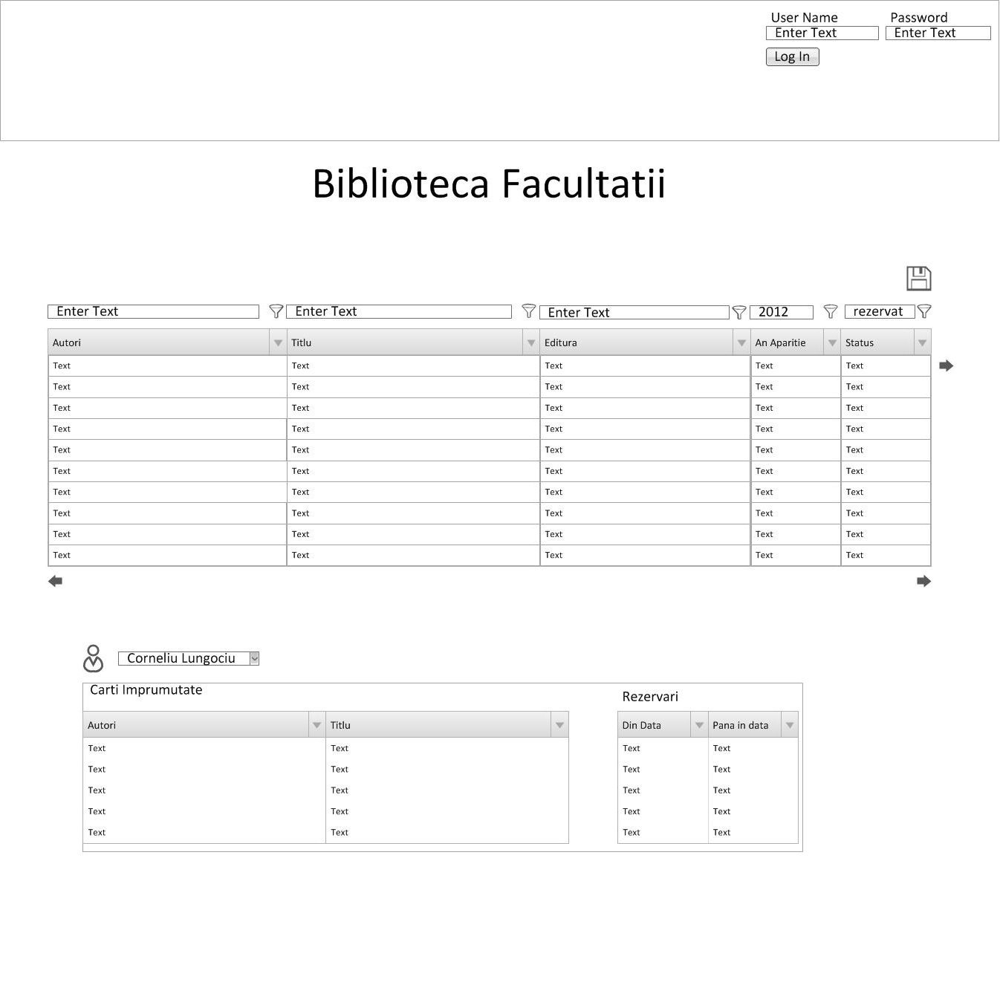 User Name Password
Enter Text Enter Text
Log In
Biblioteca Facultatii
Enter Text Enter Text Enter Text 2012 rezervat
Autori Titlu Editura An Aparitie Status
Text Text Text Text Text
Text Text Text Text Text
Text Text Text Text Text
Text Text Text Text Text
Text Text Text Text Text
Text Text Text Text Text
Text Text Text Text Text
Text Text Text Text Text
Text Text Text Text Text
Text Text Text Text Text
Corneliu Lungociu
Carti Imprumutate
Rezervari
Autori Titlu Din Data Pana in data
Text Text Text Text
Text Text Text Text
Text Text Text Text
Text Text Text Text
Text Text Text Text